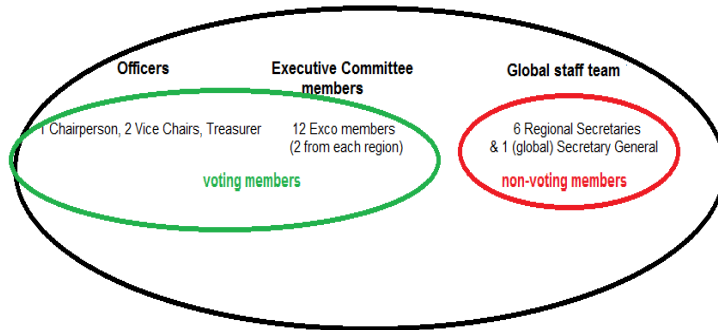 Officers
Executive Committee
members
Global staff team
1 Chairperson, 2 Vice Chairs, Treasurer
12 Exco members
(2 from each region)
6 Regional Secretaries
& 1 (global) Secretary General
voting members
non-voting members